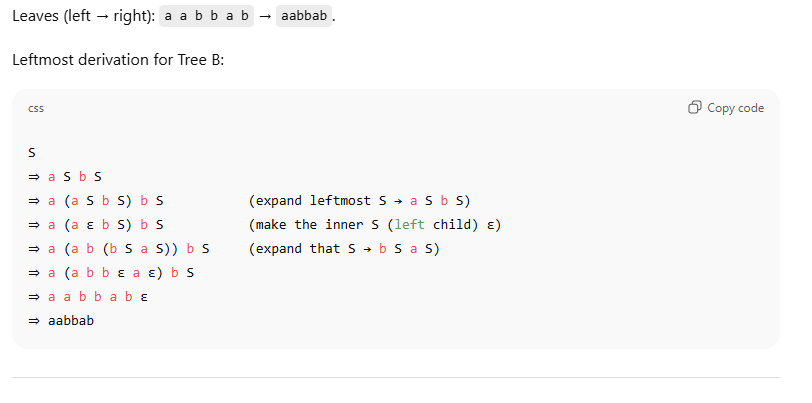 Leaves (left → right): a a b b a b → aabbab.
Leftmost derivation for Tree B:
css
Copy code
S
⇒ a S b S
⇒ a (a S b S) b S (expand leftmost S → a S b S)
⇒ a (a ε b S) b S (make the inner S (left child) ε)
⇒ a (a b (b S a S)) b S (expand that S → b S a S)
⇒ a (a b b ε a ε) b S
⇒ a a b b a b ε
⇒ aabbab